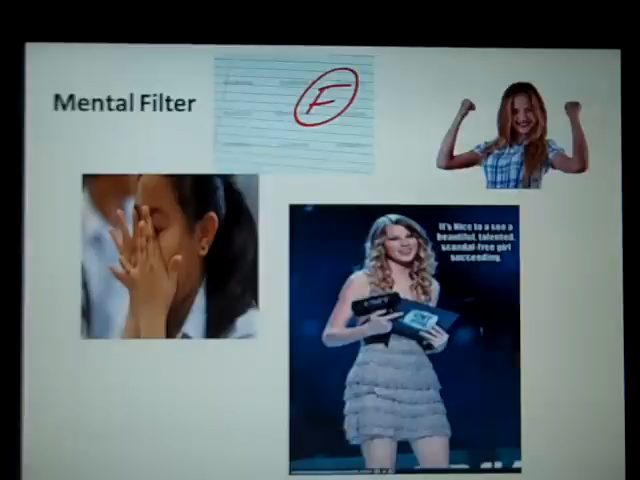 Mental Filter
F
It's Nice to a see a
beautiful, talented,
scandal-free girl
succeeding.